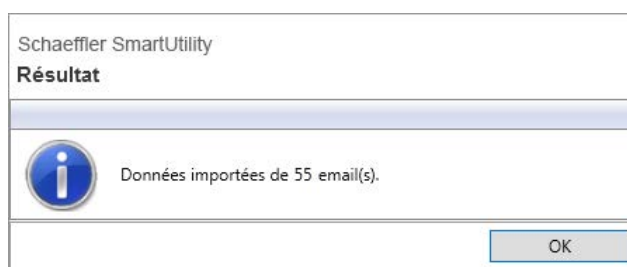 Schaeffler SmartUtility
Résultat
Données importées de 55 email(s).
OK